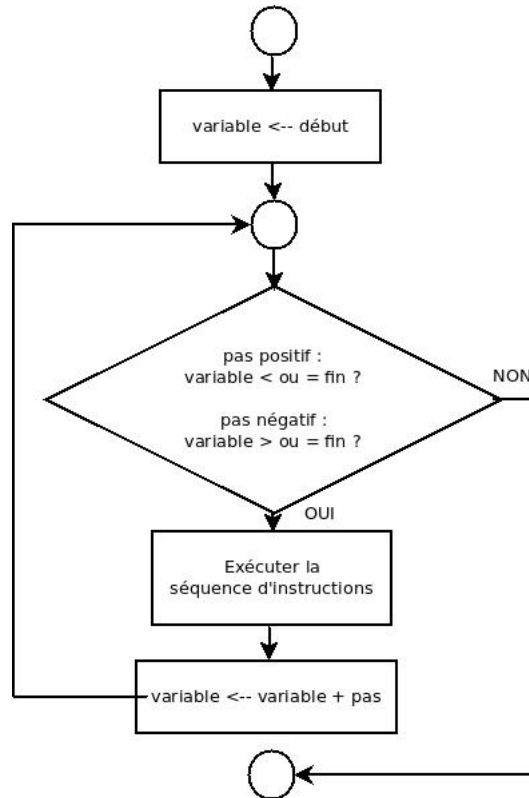 variable <-- début
pas positif :
variable < ou = fin ?
NON
pas négatif :
variable > ou = fin ?
OUI
Exécuter la
séquence d'instructions
variable <-- variable + pas